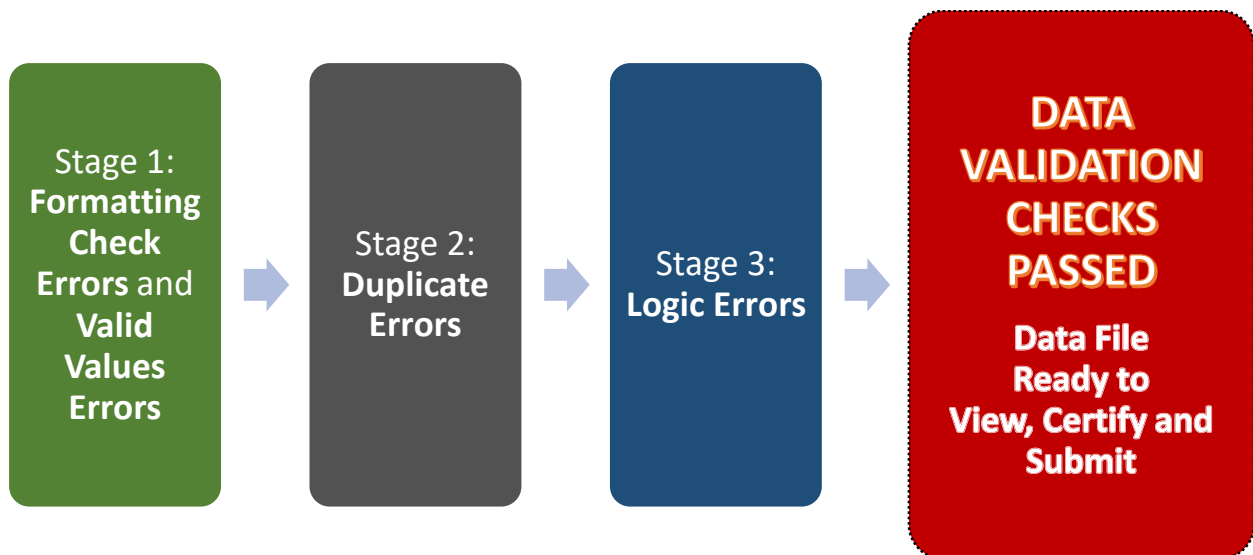 Stage 1:
Formatting
Check
Errors and
Valid
Values
Errors
Stage 2:
Duplicate
Errors
Stage 3:
Logic Errors
DATA
VALIDATION
CHECKS
PASSED
Data File
Ready to
View, Certify and
Submit